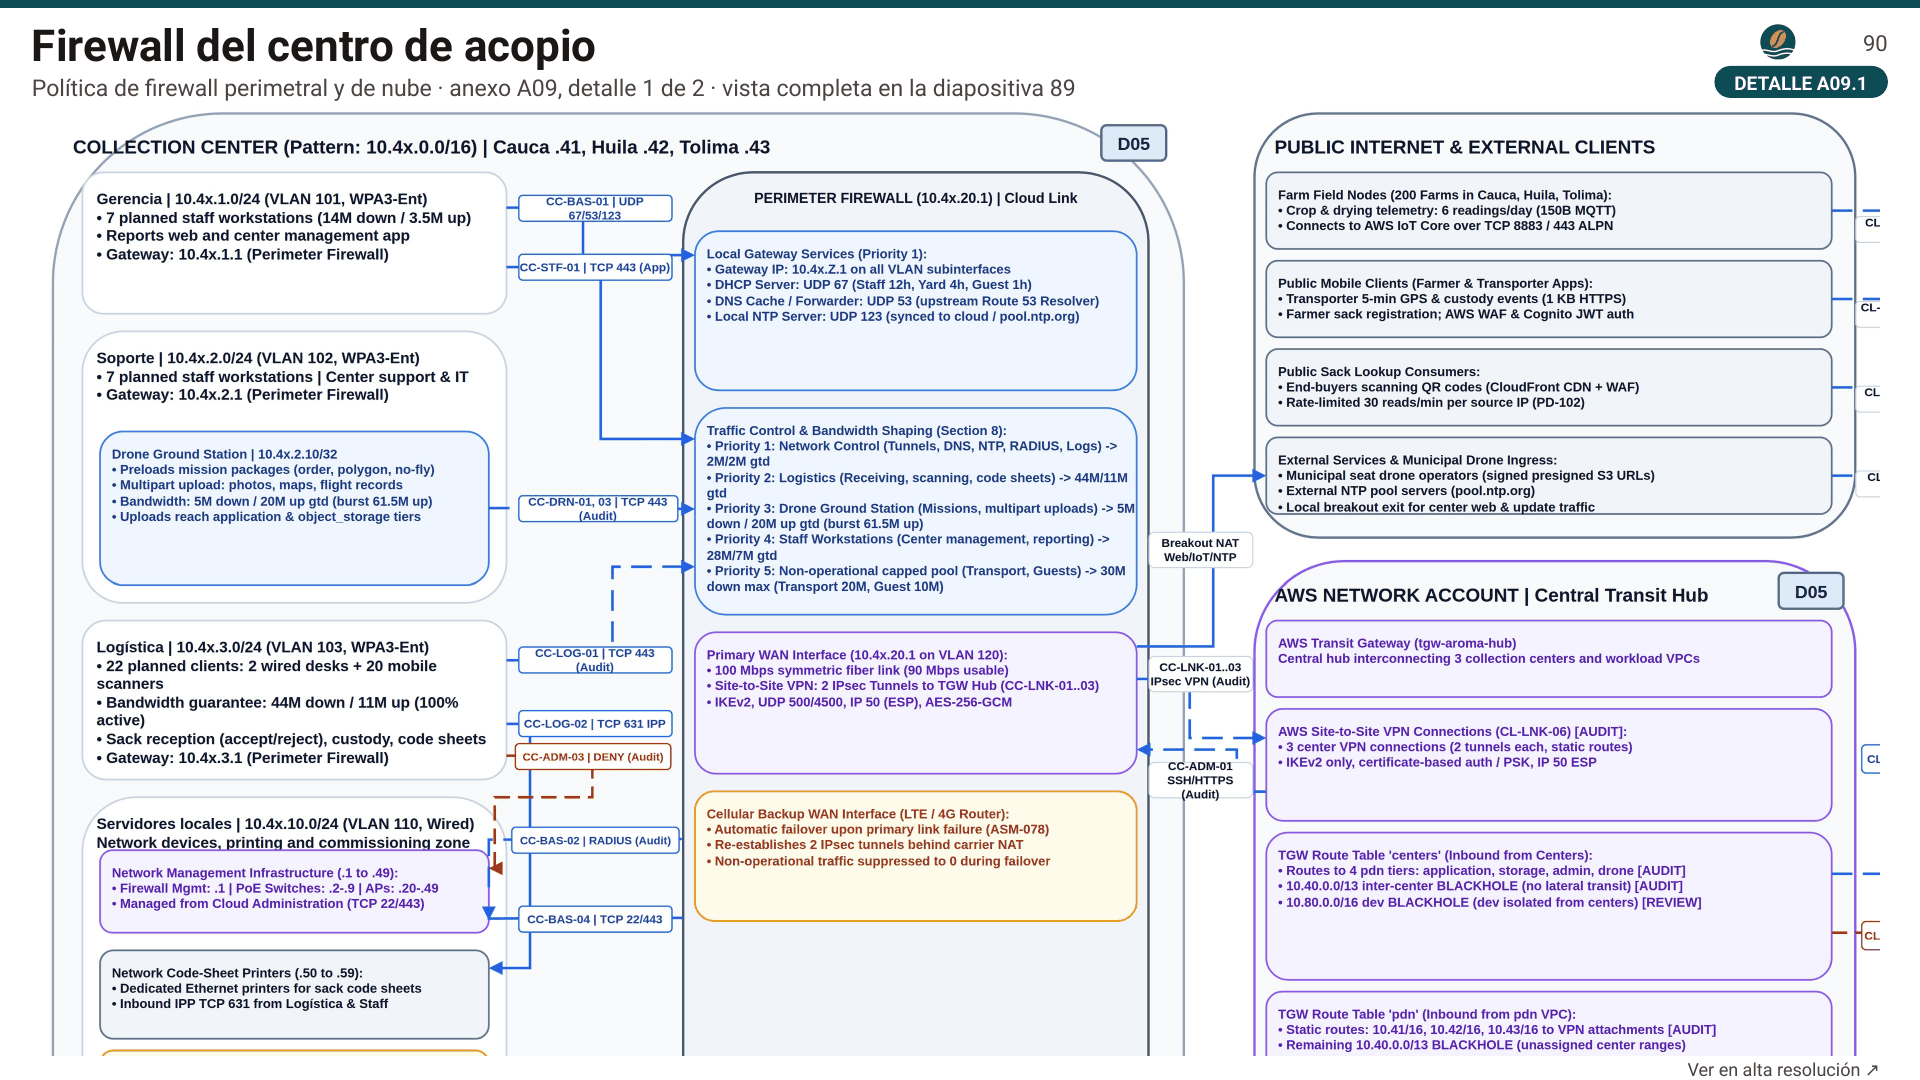 Firewall del centro de acopio
Política de firewall perimetral y de nube · anexo A09, detalle 1 de 2 · vista completa en la diapositiva 89
90
DETALLE A09.1
COLLECTION CENTER (Pattern: 10.4x.0.0/16) | Cauca .41, Huila .42, Tolima .43
D05
Gerencia | 10.4x.1.0/24 (VLAN 101, WPA3-Ent)
• 7 planned staff workstations (14M down / 3.5M up)
• Reports web and center management app
• Gateway: 10.4x.1.1 (Perimeter Firewall)
Soporte | 10.4x.2.0/24 (VLAN 102, WPA3-Ent)
• 7 planned staff workstations | Center support & IT
• Gateway: 10.4x.2.1 (Perimeter Firewall)
Drone Ground Station | 10.4x.2.10/32
• Preloads mission packages (order, polygon, no-fly)
• Multipart upload: photos, maps, flight records
• Bandwidth: 5M down / 20M up gtd (burst 61.5M up)
• Uploads reach application & object_storage tiers
Logística | 10.4x.3.0/24 (VLAN 103, WPA3-Ent)
• 22 planned clients: 2 wired desks + 20 mobile
scanners
• Bandwidth guarantee: 44M down / 11M up (100%
active)
• Sack reception (accept/reject), custody, code sheets
• Gateway: 10.4x.3.1 (Perimeter Firewall)
Servidores locales | 10.4x.10.0/24 (VLAN 110, Wired)
Network devices, printing and commissioning zone
Network Management Infrastructure (.1 to .49):
• Firewall Mgmt: .1 | PoE Switches: .2-.9 | APs: .20-.49
• Managed from Cloud Administration (TCP 22/443)
Network Code-Sheet Printers (.50 to .59):
• Dedicated Ethernet printers for sack code sheets
• Inbound IPP TCP 631 from Logística & Staff
CC-BAS-01 | UDP
67/53/123
CC-STF-01 | TCP 443 (App)
CC-DRN-01, 03 | TCP 443
(Audit)
CC-LOG-01 | TCP 443
(Audit)
CC-LOG-02 | TCP 631 IPP
CC-ADM-03 | DENY (Audit)
CC-BAS-02 | RADIUS (Audit)
CC-BAS-04 | TCP 22/443
PERIMETER FIREWALL (10.4x.20.1) | Cloud Link
Local Gateway Services (Priority 1):
• Gateway IP: 10.4x.Z.1 on all VLAN subinterfaces
• DHCP Server: UDP 67 (Staff 12h, Yard 4h, Guest 1h)
• DNS Cache / Forwarder: UDP 53 (upstream Route 53 Resolver)
• Local NTP Server: UDP 123 (synced to cloud / pool.ntp.org)
Traffic Control & Bandwidth Shaping (Section 8):
• Priority 1: Network Control (Tunnels, DNS, NTP, RADIUS, Logs) ->
2M/2M gtd
• Priority 2: Logistics (Receiving, scanning, code sheets) -> 44M/11M
gtd
• Priority 3: Drone Ground Station (Missions, multipart uploads) -> 5M
down / 20M up gtd (burst 61.5M up)
• Priority 4: Staff Workstations (Center management, reporting) ->
28M/7M gtd
• Priority 5: Non-operational capped pool (Transport, Guests) -> 30M
down max (Transport 20M, Guest 10M)
Primary WAN Interface (10.4x.20.1 on VLAN 120):
• 100 Mbps symmetric fiber link (90 Mbps usable)
• Site-to-Site VPN: 2 IPsec Tunnels to TGW Hub (CC-LNK-01..03)
• IKEv2, UDP 500/4500, IP 50 (ESP), AES-256-GCM
Cellular Backup WAN Interface (LTE / 4G Router):
• Automatic failover upon primary link failure (ASM-078)
• Re-establishes 2 IPsec tunnels behind carrier NAT
• Non-operational traffic suppressed to 0 during failover
Breakout NAT
Web/IoT/NTP
CC-LNK-01..03
IPsec VPN (Audit)
CC-ADM-01
SSH/HTTPS
(Audit)
PUBLIC INTERNET & EXTERNAL CLIENTS
Farm Field Nodes (200 Farms in Cauca, Huila, Tolima):
• Crop & drying telemetry: 6 readings/day (150B MQTT)
• Connects to AWS IoT Core over TCP 8883 / 443 ALPN
CL
Public Mobile Clients (Farmer & Transporter Apps):
• Transporter 5-min GPS & custody events (1 KB HTTPS)
• Farmer sack registration; AWS WAF & Cognito JWT auth
CL-
Public Sack Lookup Consumers:
• End-buyers scanning QR codes (CloudFront CDN + WAF)
• Rate-limited 30 reads/min per source IP (PD-102)
CL
External Services & Municipal Drone Ingress:
• Municipal seat drone operators (signed presigned S3 URLs)
• External NTP pool servers (pool.ntp.org)
• Local breakout exit for center web & update traffic
CL
AWS NETWORK ACCOUNT | Central Transit Hub
D05
AWS Transit Gateway (tgw-aroma-hub)
Central hub interconnecting 3 collection centers and workload VPCs
AWS Site-to-Site VPN Connections (CL-LNK-06) [AUDIT]:
• 3 center VPN connections (2 tunnels each, static routes)
• IKEv2 only, certificate-based auth / PSK, IP 50 ESP
CL
TGW Route Table 'centers' (Inbound from Centers):
• Routes to 4 pdn tiers: application, storage, admin, drone [AUDIT]
• 10.40.0.0/13 inter-center BLACKHOLE (no lateral transit) [AUDIT]
• 10.80.0.0/16 dev BLACKHOLE (dev isolated from centers) [REVIEW]
CL
TGW Route Table 'pdn' (Inbound from pdn VPC):
• Static routes: 10.41/16, 10.42/16, 10.43/16 to VPN attachments [AUDIT]
• Remaining 10.40.0.0/13 BLACKHOLE (unassigned center ranges)
Ver en alta resolución ↗